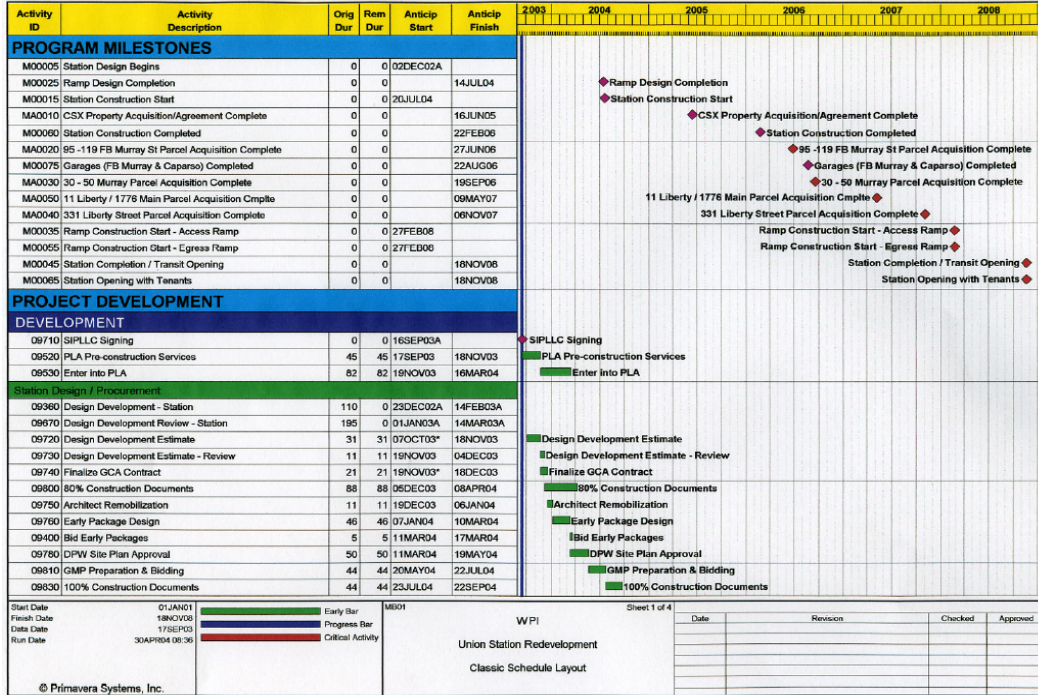 Activity ID Activity Description Orig Dur Rem Dur Anticip Start Anticip Finish 2003 2004 2005 2006 2007 2008
PROGRAM MILESTONES
M00005 Station Design Begins 0 0 02DEC02A
M00025 Ramp Design Completion 0 0 14JUL04 Ramp Design Completion
M00015 Station Construction Start 0 0 20JUL04 Station Construction Start
MA0010 CSX Property Acquisition/Agreement Complete 0 0 16JUN05 CSX Property Acquisition/Agreement Complete
M00060 Station Construction Completed 0 0 22FEB06 Station Construction Completed
MA0020 95 -119 FB Murray St Parcel Acquisition Complete 0 0 27JUN06 95 -119 FB Murray St Parcel Acquisition Complete
M00075 Garages (FB Murray & Caparso) Completed 0 0 22AUG06 Garages (FB Murray & Caparso) Completed
MA0030 30 - 50 Murray Parcel Acquisition Complete 0 0 19SEP06 30 - 50 Murray Parcel Acquisition Complete
MA0050 11 Liberty / 1776 Main Parcel Acquisition Cmplte 0 0 09MAY07 11 Liberty / 1776 Main Parcel Acquisition Cmplte
MA0040 331 Liberty Street Parcel Acquisition Complete 0 0 06NOV07 331 Liberty Street Parcel Acquisition Complete
M00035 Ramp Construction Start - Access Ramp 0 0 27FEB08 Ramp Construction Start - Access Ramp
M00055 Ramp Construction Start - Egress Ramp 0 0 27FEB08 Ramp Construction Start - Egress Ramp
M00045 Station Completion / Transit Opening 0 0 18NOV08 Station Completion / Transit Opening
M00065 Station Opening with Tenants 0 0 18NOV08 Station Opening with Tenants
PROJECT DEVELOPMENT
DEVELOPMENT
09710 SIPLLC Signing 0 0 16SEP03A SIPLLC Signing
09520 PLA Pre-construction Services 45 45 17SEP03 18NOV03 PLA Pre-construction Services
09530 Enter into PLA 82 82 19NOV03 16MAR04 Enter into PLA
Station Design / Procurement
09360 Design Development - Station 110 0 23DEC02A 14FEB03A
09670 Design Development Review - Station 195 0 01JAN03A 14MAR03A
09720 Design Development Estimate 31 31 07OCT03* 18NOV03 Design Development Estimate
09730 Design Development Estimate - Review 11 11 19NOV03 04DEC03 Design Development Estimate - Review
09740 Finalize GCA Contract 21 21 19NOV03* 18DEC03 Finalize GCA Contract
09800 80% Construction Documents 88 88 05DEC03 08APR04 80% Construction Documents
09750 Architect Remobilization 11 11 19DEC03 06JAN04 Architect Remobilization
09760 Early Package Design 46 46 07JAN04 10MAR04 Early Package Design
09400 Bid Early Packages 5 5 11MAR04 17MAR04 Bid Early Packages
09780 DPW Site Plan Approval 50 50 11MAR04 19MAY04 DPW Site Plan Approval
09810 GMP Preparation & Bidding 44 44 20MAY04 22JUL04 GMP Preparation & Bidding
09830 100% Construction Documents 44 44 23JUL04 22SEP04 100% Construction Documents
Start Date 01JAN01
Finish Date 18NOV08
Data Date 17SEP03
Run Date 30APR04 08:36
© Primavera Systems, Inc.
Early Bar
Progress Bar
Critical Activity
MB01 Sheet 1 of 4
WPI
Union Station Redevelopment
Classic Schedule Layout
Date Revision Checked Approved